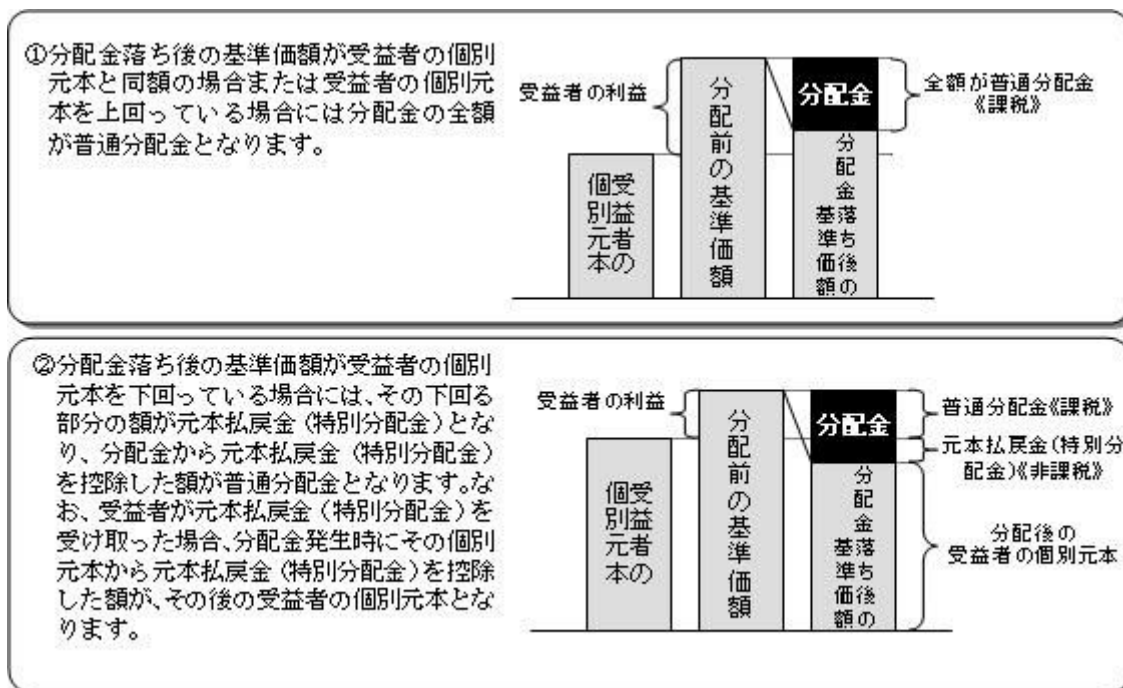 ①分配金落ち後の基準価額が受益者の個別
元本と同額の場合または受益者の個別元
本を上回っている場合には分配金の全額
が普通分配金となります。
受益者の利益
受益者の
個別元本
分配前の基準価額
分配金
分配金落ち後の
基準価額
全額が普通分配金
《課税》
②分配金落ち後の基準価額が受益者の個別
元本を下回っている場合には、その下回る
部分の額が元本払戻金(特別分配金)とな
り、分配金から元本払戻金(特別分配金)
を控除した額が普通分配金となります。な
お、受益者が元本払戻金(特別分配金)を
受け取った場合、分配金発生時にその個別
元本から元本払戻金(特別分配金)を控除
した額が、その後の受益者の個別元本とな
ります。
受益者の利益
受益者の
個別元本
分配前の基準価額
分配金
分配金落ち後の
基準価額
普通分配金《課税》
元本払戻金(特別分
配金)《非課税》
分配後の
受益者の個別元本